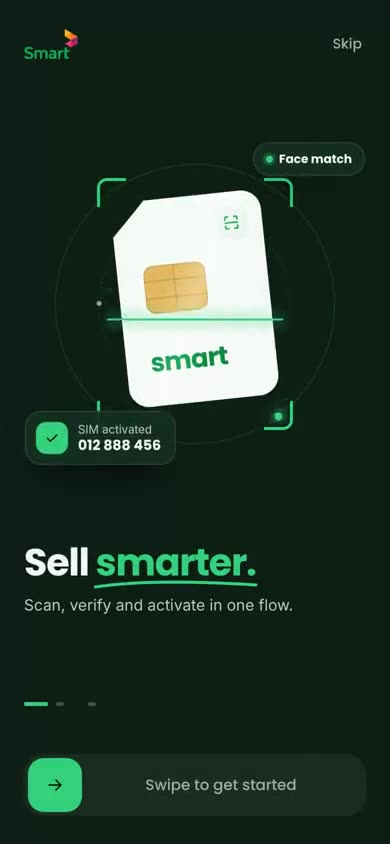 Smart
Skip
Face match
smart
SIM activated
012 888 456
Sell smarter.
Scan, verify and activate in one flow.
Swipe to get started